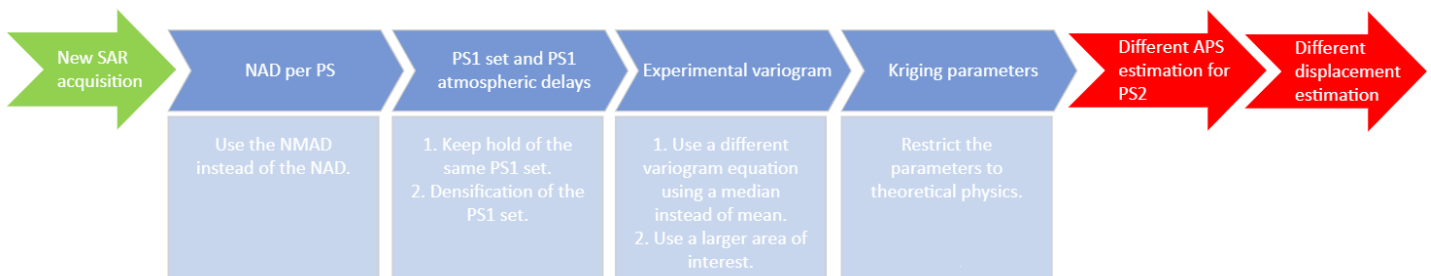 New SAR
acquisition
NAD per PS
PS1 set and PS1
atmospheric delays
Experimental variogram
Kriging parameters
Different APS
estimation for
PS2
Different
displacement
estimation
Use the NMAD
instead of the NAD.
1. Keep hold of the
same PS1 set.
2. Densification of the
PS1 set.
1. Use a different
variogram equation
using a median
instead of mean.
2. Use a larger area of
interest.
Restrict the
parameters to
theoretical physics.